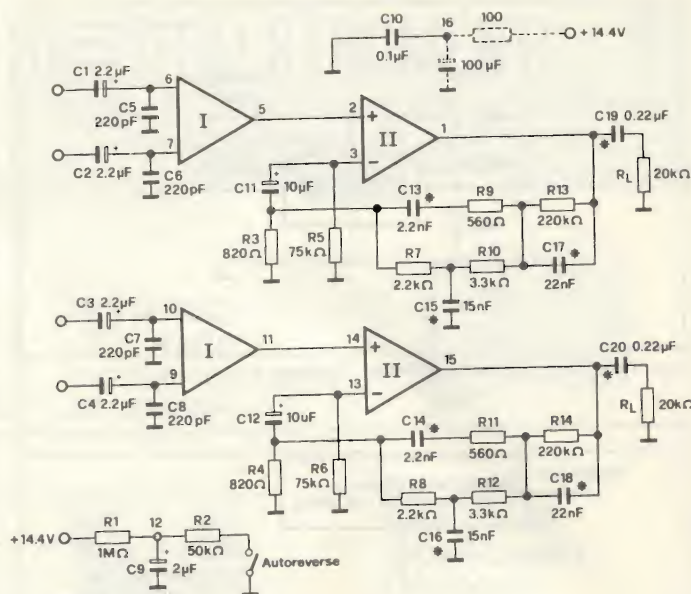 C10
0.1µF
16
100
+14.4V
100µF
C1 2.2µF
6
C5
220pF
I
5
7
C2 2.2µF
C6
220pF
2
+
II
1
3
−
C11
10µF
C19 0.22µF
RL
20kΩ
C13 *
2.2nF
R9
560Ω
R13
220kΩ
R3
820Ω
R5
75kΩ
R7
2.2kΩ
R10
3.3kΩ
C17 *
22nF
C15 *
15nF
C3 2.2µF
10
C7
220pF
I
11
9
C4 2.2µF
C8
220pF
14
+
II
15
13
−
C12
10uF
C20 0.22µF
*
RL
20kΩ
C14 *
2.2nF
R11
560Ω
R14
220kΩ
R4
820Ω
R6
75kΩ
R8
2.2kΩ
R12
3.3kΩ
C18 *
22nF
C16 *
15nF
+14.4V
R1
1MΩ
12
R2
50kΩ
C9
2µF
Autoreverse